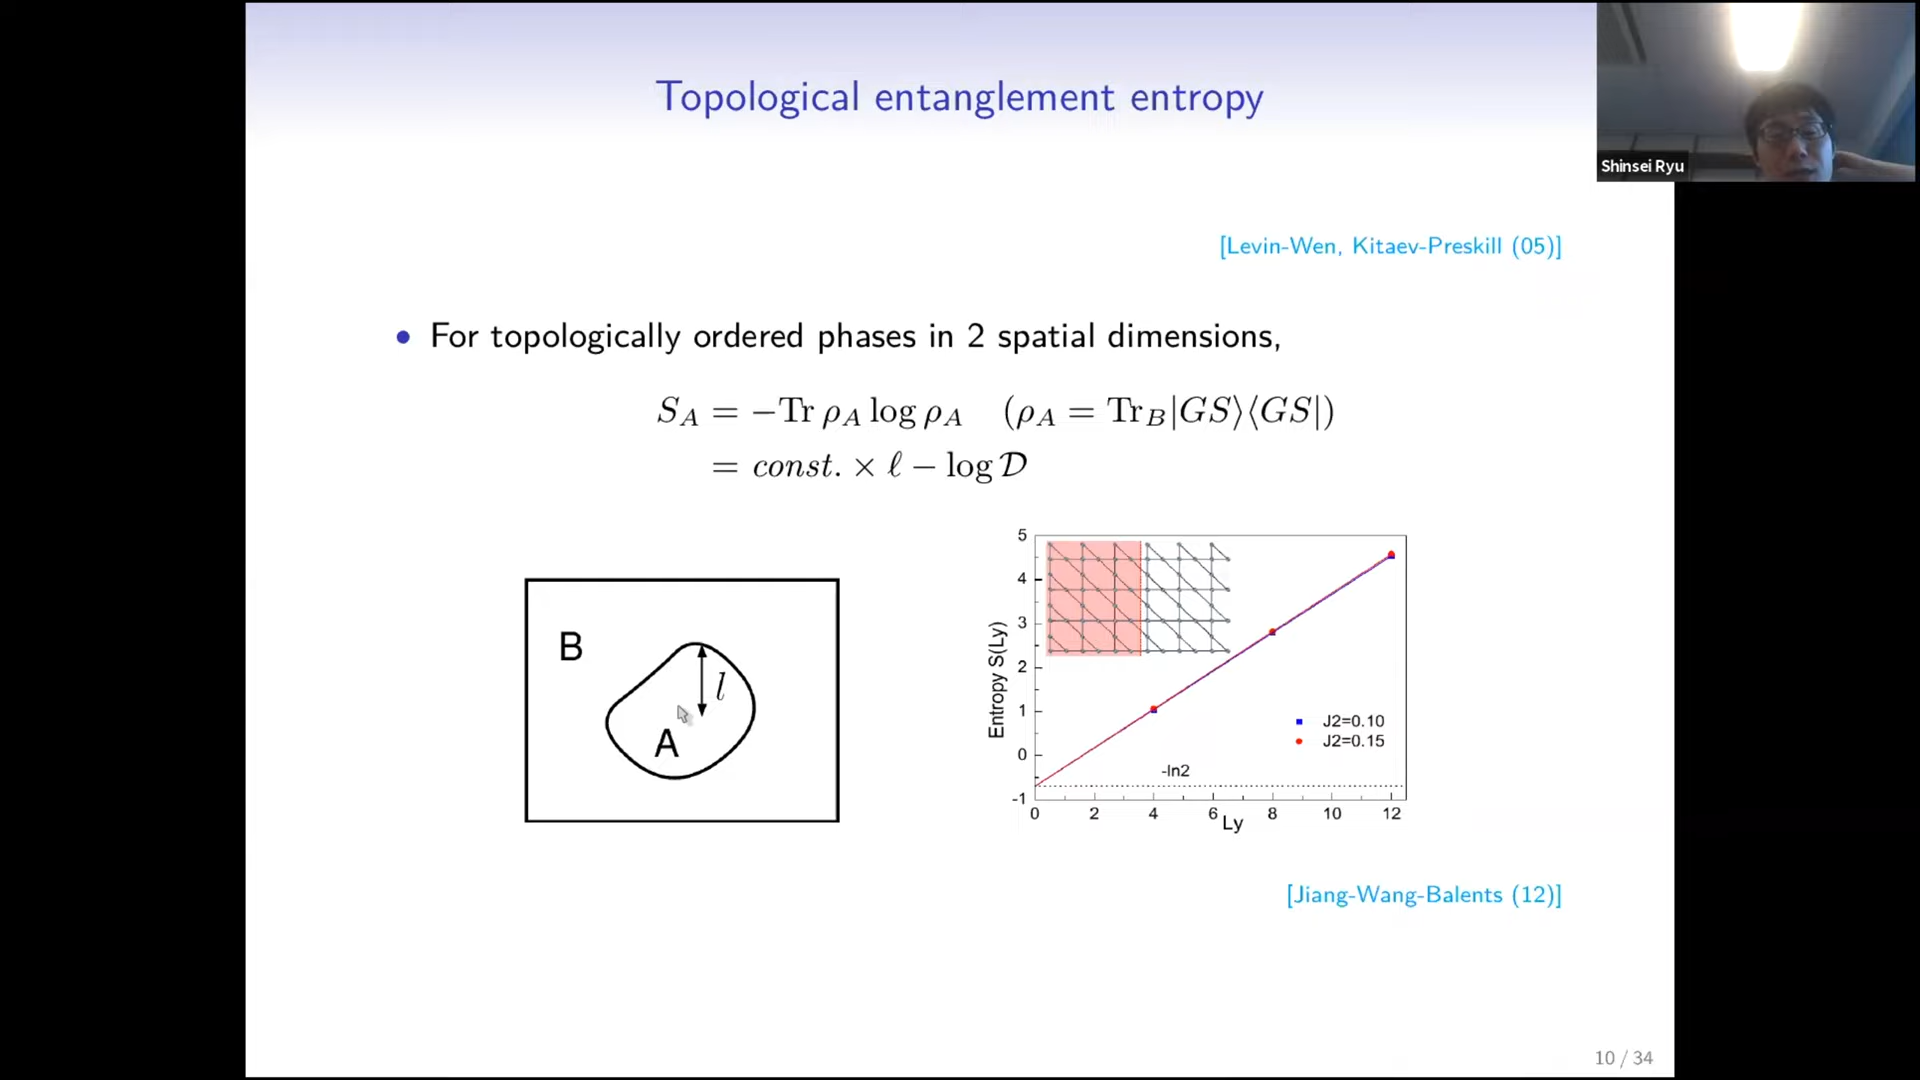 Topological entanglement entropy
Shinsei Ryu
[Levin-Wen, Kitaev-Preskill (05)]
• For topologically ordered phases in 2 spatial dimensions,
S_A = −Tr ρ_A log ρ_A (ρ_A = Tr_B|GS⟩⟨GS|)
= const. × ℓ − log 𝒟
B
l
A
5
4
3
2
1
0
-1
Entropy S(Ly)
J2=0.10
J2=0.15
-ln2
0 2 4 6 8 10 12
Ly
[Jiang-Wang-Balents (12)]
10 / 34